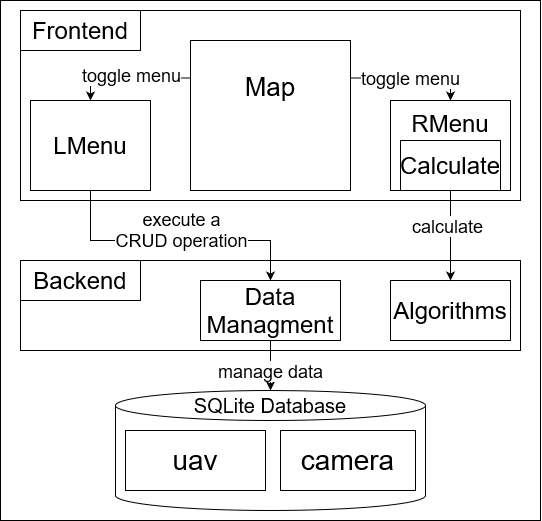 Frontend
toggle menu
Map
toggle menu
LMenu
RMenu
Calculate
execute a
CRUD operation
calculate
Backend
Data
Managment
Algorithms
manage data
SQLite Database
uav
camera